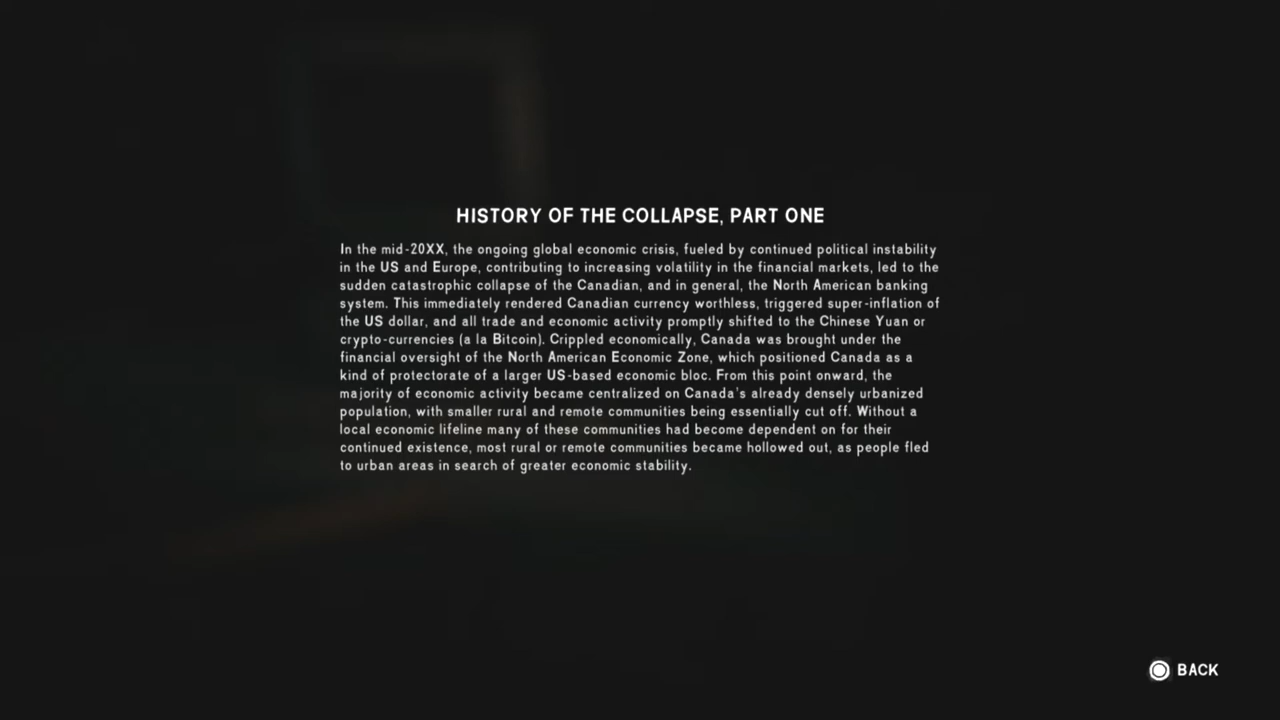 HISTORY OF THE COLLAPSE, PART ONE
In the mid-20XX, the ongoing global economic crisis, fueled by continued political instability
in the US and Europe, contributing to increasing volatility in the financial markets, led to the
sudden catastrophic collapse of the Canadian, and in general, the North American banking
system. This immediately rendered Canadian currency worthless, triggered super-inflation of
the US dollar, and all trade and economic activity promptly shifted to the Chinese Yuan or
crypto-currencies (a la Bitcoin). Crippled economically, Canada was brought under the
financial oversight of the North American Economic Zone, which positioned Canada as a
kind of protectorate of a larger US-based economic bloc. From this point onward, the
majority of economic activity became centralized on Canada's already densely urbanized
population, with smaller rural and remote communities being essentially cut off. Without a
local economic lifeline many of these communities had become dependent on for their
continued existence, most rural or remote communities became hollowed out, as people fled
to urban areas in search of greater economic stability.
BACK